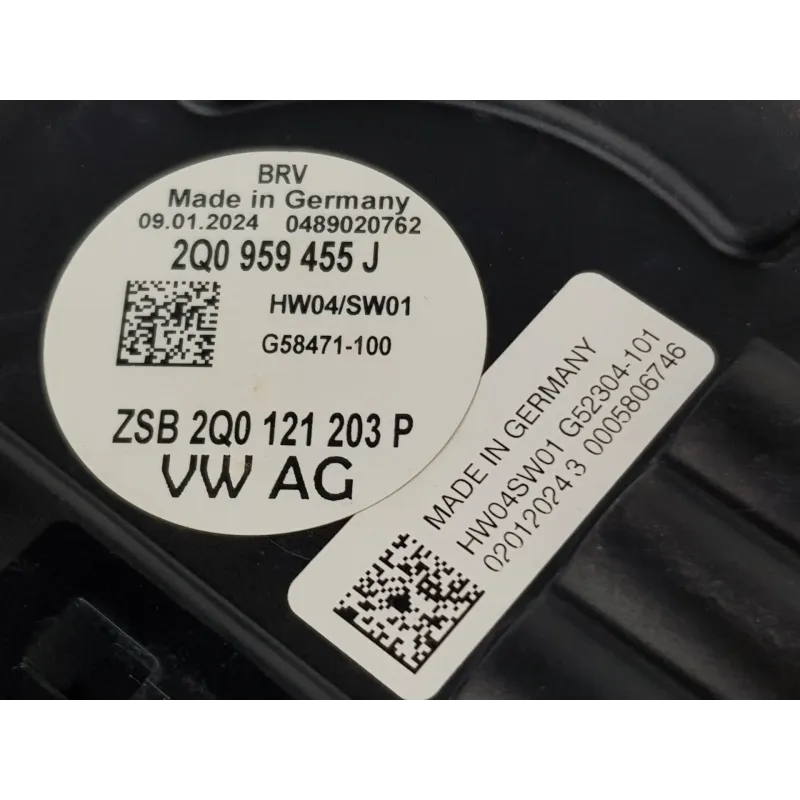 BRV
Made in Germany
09.01.2024 0489020762
2Q0 959 455 J
HW04/SW01
G58471-100
ZSB 2Q0 121 203 P
VW AG
MADE IN GERMANY
HW04SW01 G52304-101
02012024.3 0005806746